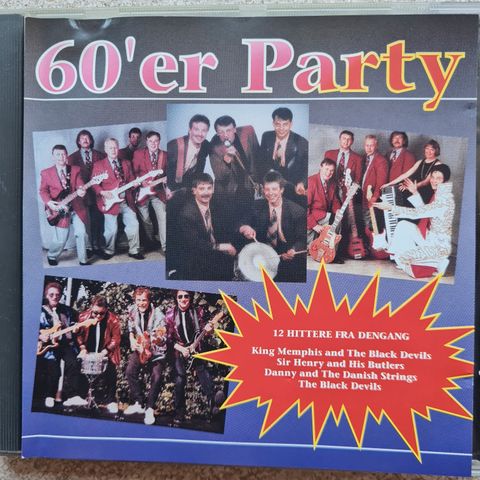 60'er Party
12 HITTERE FRA DENGANG
King Memphis and The Black Devils
Sir Henry and His Butlers
Danny and The Danish Strings
The Black Devils